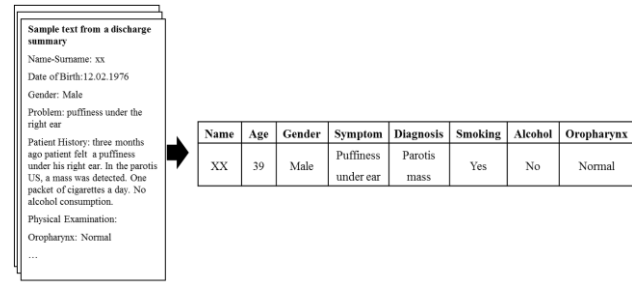 Sample text from a discharge
summary
Name-Surname: xx
Date of Birth:12.02.1976
Gender: Male
Problem: puffiness under the
right ear
Patient History: three months
ago patient felt a puffiness
under his right ear. In the parotis
US, a mass was detected. One
packet of cigarettes a day. No
alcohol consumption.
Physical Examination:
Oropharynx: Normal
…
Name Age Gender Symptom Diagnosis Smoking Alcohol Oropharynx
XX 39 Male Puffiness under ear Parotis mass Yes No Normal